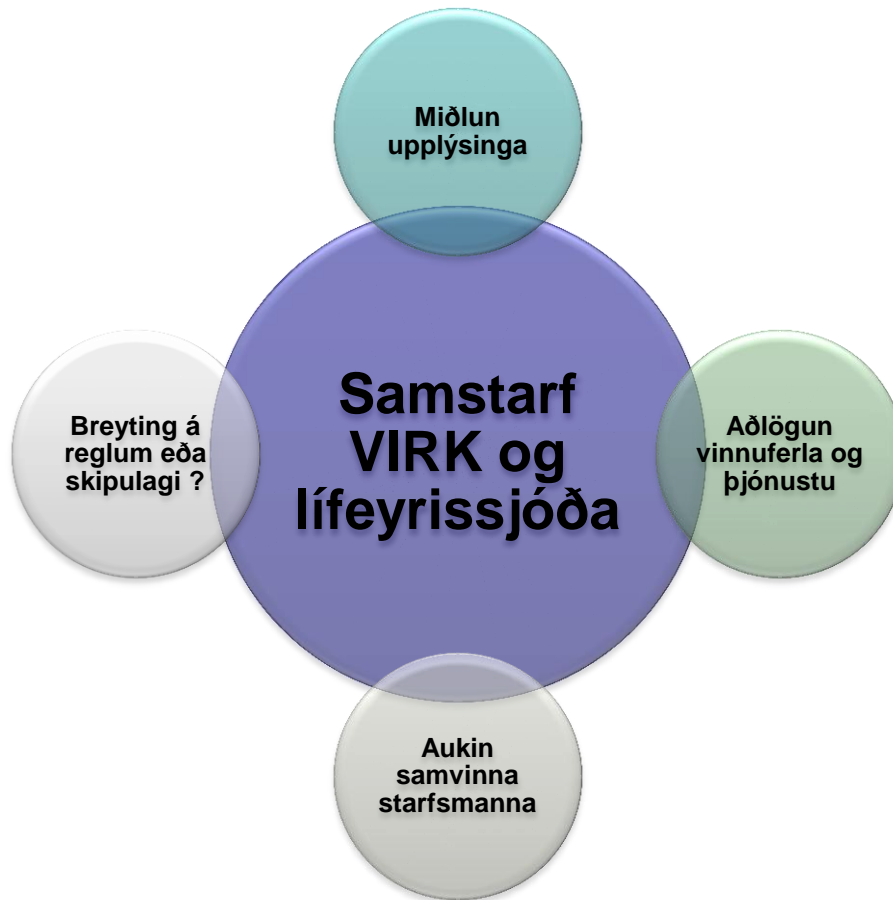 Miðlun
upplýsinga
Samstarf
VIRK og
lífeyrissjóða
Breyting á
reglum eða
skipulagi ?
Aðlögun
vinnuferla og
þjónustu
Aukin
samvinna
starfsmanna